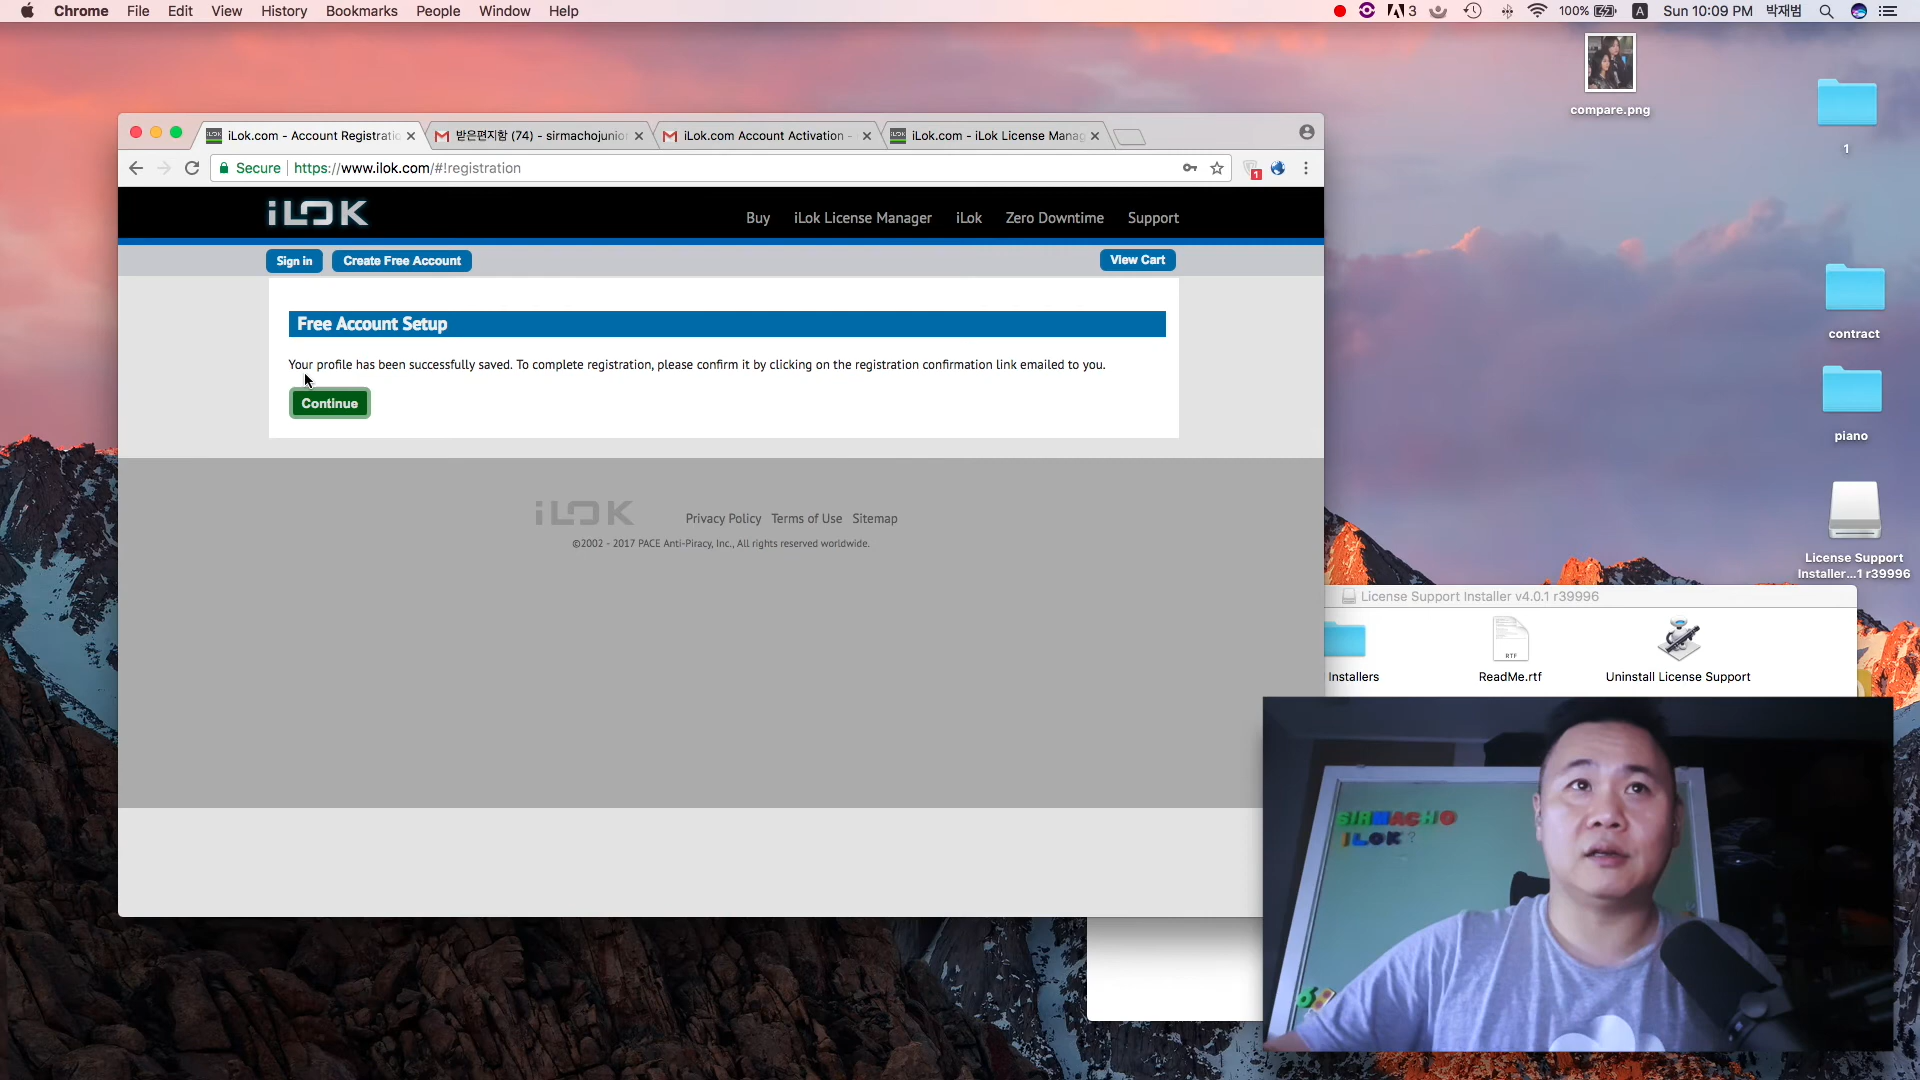 Chrome File Edit View History Bookmarks People Window Help
3 100% A Sun 10:09 PM 박재범
compare.png
1
iLok.com - Account Registratic
받은편지함 (74) - sirmachojunior
iLok.com Account Activation -
iLok.com - iLok License Manag
Secure https://www.ilok.com/#!registration
1
iLOK
Buy iLok License Manager iLok Zero Downtime Support
Sign in Create Free Account View Cart
contract
Free Account Setup
Your profile has been successfully saved. To complete registration, please confirm it by clicking on the registration confirmation link emailed to you.
Continue
piano
iLOK Privacy Policy Terms of Use Sitemap
©2002 - 2017 PACE Anti-Piracy, Inc., All rights reserved worldwide.
License Support
Installer...1 r39996
License Support Installer v4.0.1 r39996
RTF
Installers ReadMe.rtf Uninstall License Support
SIRMACHO
iLOK?